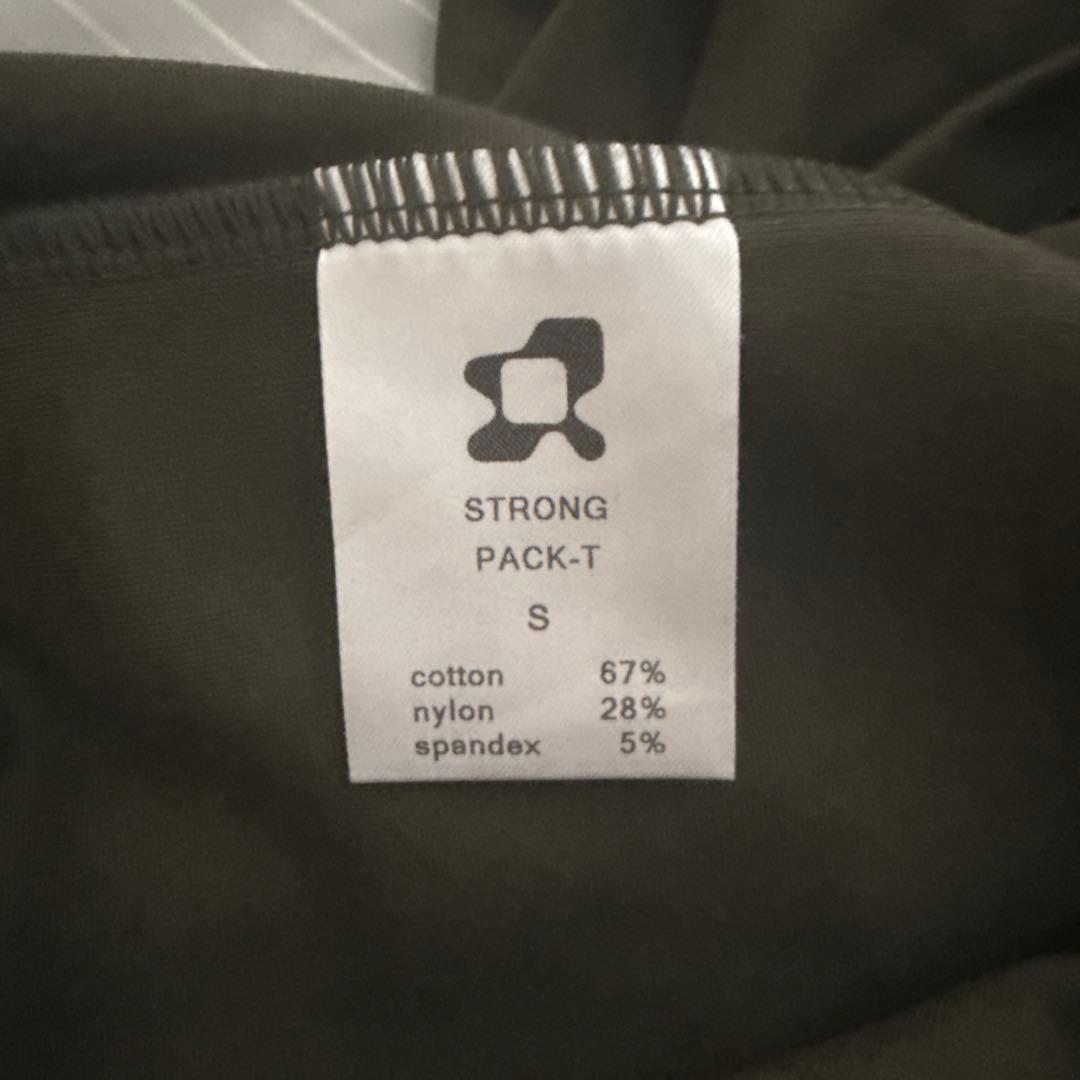 STRONG
PACK-T
S
cotton 67%
nylon 28%
spandex 5%